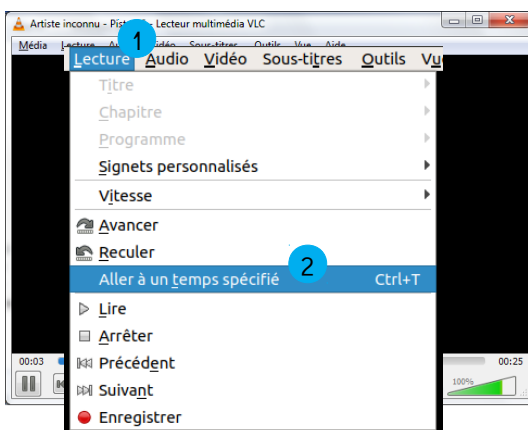 Artiste inconnu - Pist - Lecteur multimédia VLC
Média Lecture Audio Vidéo Sous-titres Outils Vue Aide
1
Lecture Audio Vidéo Sous-titres Outils Vue
Titre
Chapitre
Programme
Signets personnalisés
Vitesse
Avancer
Reculer
2
Aller à un temps spécifié Ctrl+T
Lire
Arrêter
00:03 00:25
Précédent
100%
Suivant
Enregistrer